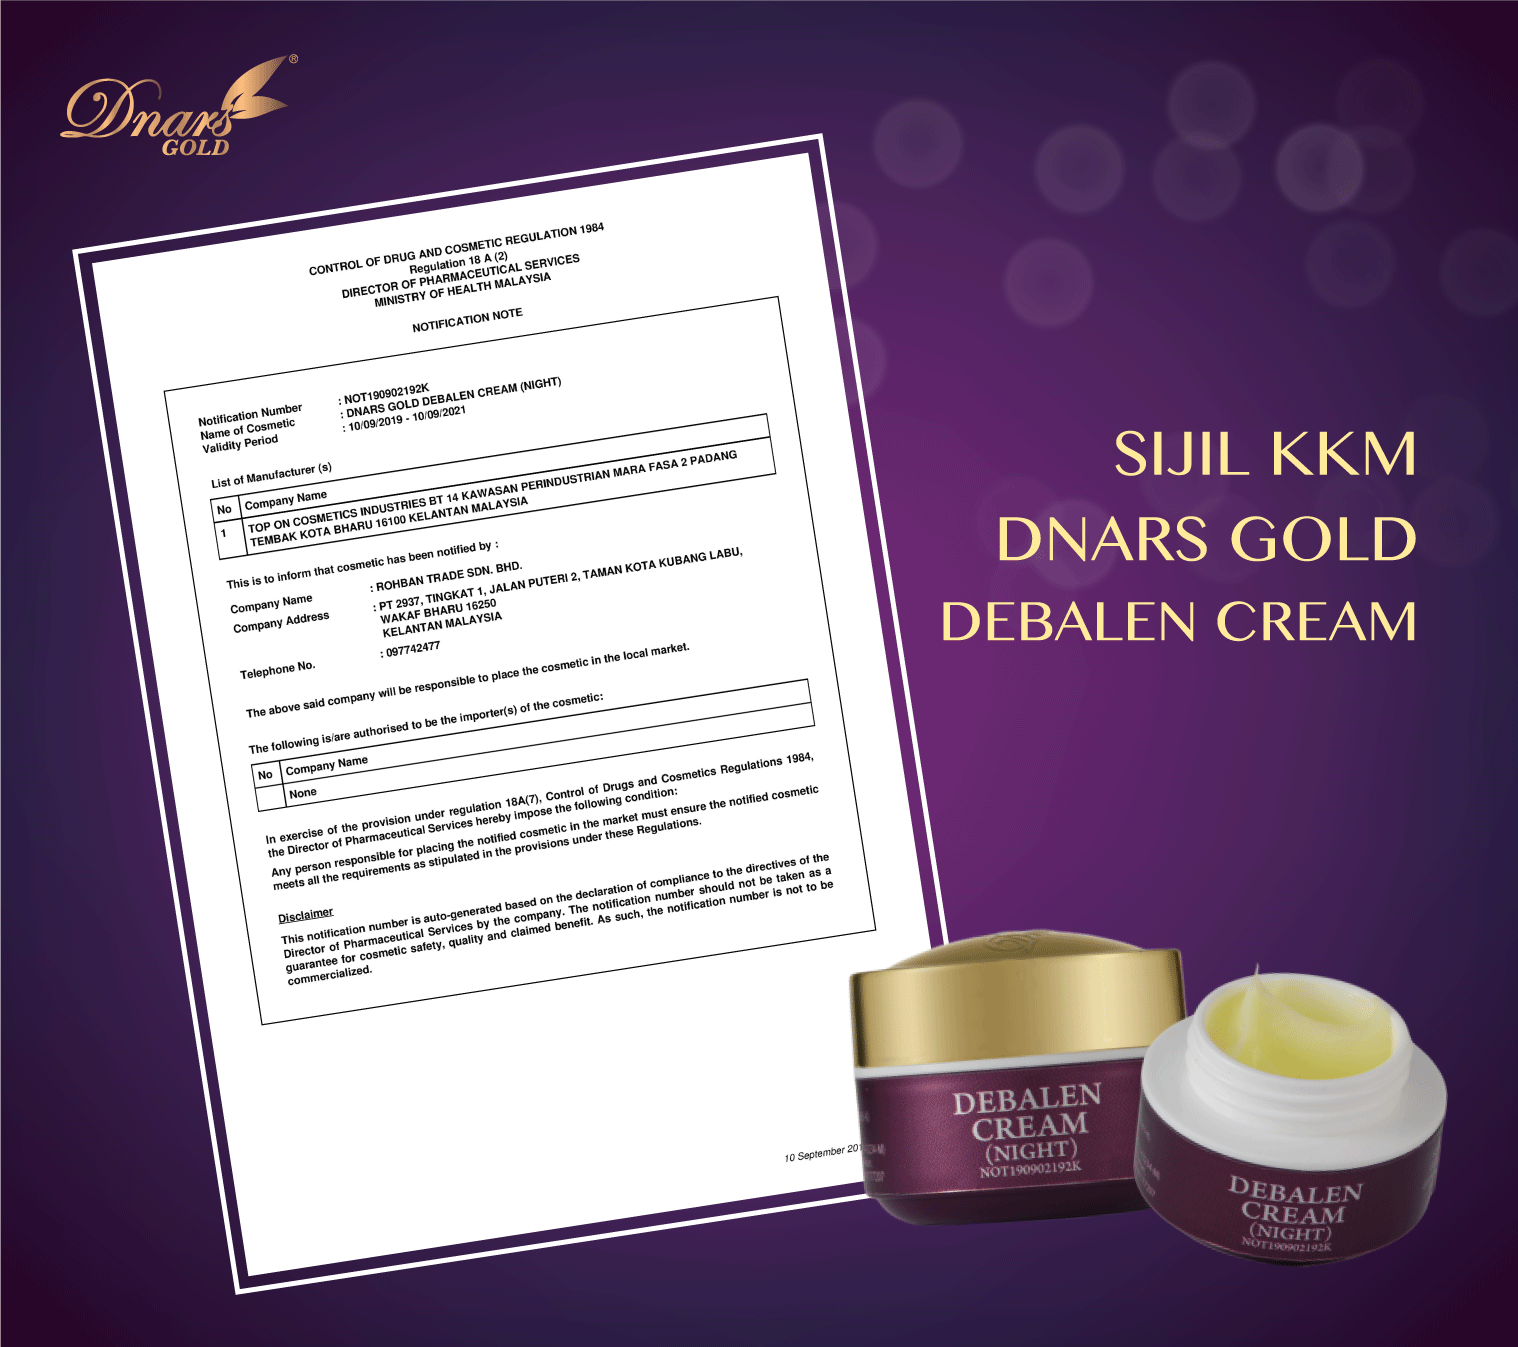 Dnars®
GOLD
CONTROL OF DRUG AND COSMETIC REGULATION 1984
Regulation 18 A (2)
DIRECTOR OF PHARMACEUTICAL SERVICES
MINISTRY OF HEALTH MALAYSIA
NOTIFICATION NOTE
Notification Number : NOT190902192K
Name of Cosmetic : DNARS GOLD DEBALEN CREAM (NIGHT)
Validity Period : 10/09/2019 - 10/09/2021
List of Manufacturer (s)
No Company Name
1 TOP ON COSMETICS INDUSTRIES BT 14 KAWASAN PERINDUSTRIAN MARA FASA 2 PADANG
TEMBAK KOTA BHARU 16100 KELANTAN MALAYSIA
This is to inform that cosmetic has been notified by :
Company Name : ROHBAN TRADE SDN. BHD.
Company Address : PT 2937, TINGKAT 1, JALAN PUTERI 2, TAMAN KOTA KUBANG LABU,
WAKAF BHARU 16250
KELANTAN MALAYSIA
Telephone No. : 097742477
The above said company will be responsible to place the cosmetic in the local market.
The following is/are authorised to be the importer(s) of the cosmetic:
No Company Name
None
In exercise of the provision under regulation 18A(7), Control of Drugs and Cosmetics Regulations 1984,
the Director of Pharmaceutical Services hereby impose the following condition:
Any person responsible for placing the notified cosmetic in the market must ensure the notified cosmetic
meets all the requirements as stipulated in the provisions under these Regulations.
Disclaimer
This notification number is auto-generated based on the declaration of compliance to the directives of the
Director of Pharmaceutical Services by the company. The notification number should not be taken as a
guarantee for cosmetic safety, quality and claimed benefit. As such, the notification number is not to be
commercialized.
10 September 201
SIJIL KKM
DNARS GOLD
DEBALEN CREAM
DEBALEN
CREAM
(NIGHT)
NOT190902192K
DEBALEN
CREAM
(NIGHT)
NOT190902192K